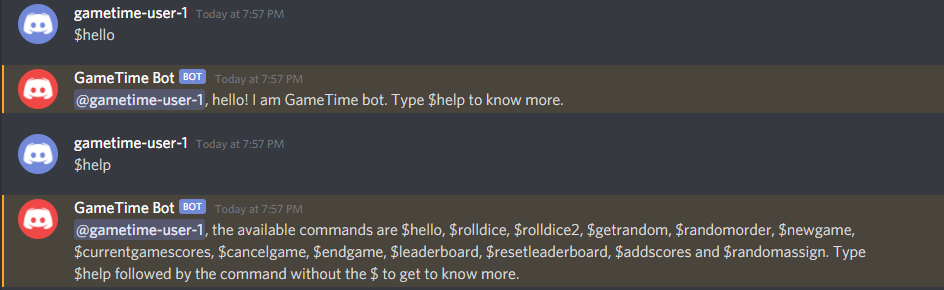 gametime-user-1 Today at 7:57 PM
$hello
GameTime Bot BOT Today at 7:57 PM
@gametime-user-1, hello! I am GameTime bot. Type $help to know more.
gametime-user-1 Today at 7:57 PM
$help
GameTime Bot BOT Today at 7:57 PM
@gametime-user-1, the available commands are $hello, $rolldice, $rolldice2, $getrandom, $randomorder, $newgame,
$currentgamescores, $cancelgame, $endgame, $leaderboard, $resetleaderboard, $addscores and $randomassign. Type
$help followed by the command without the $ to get to know more.